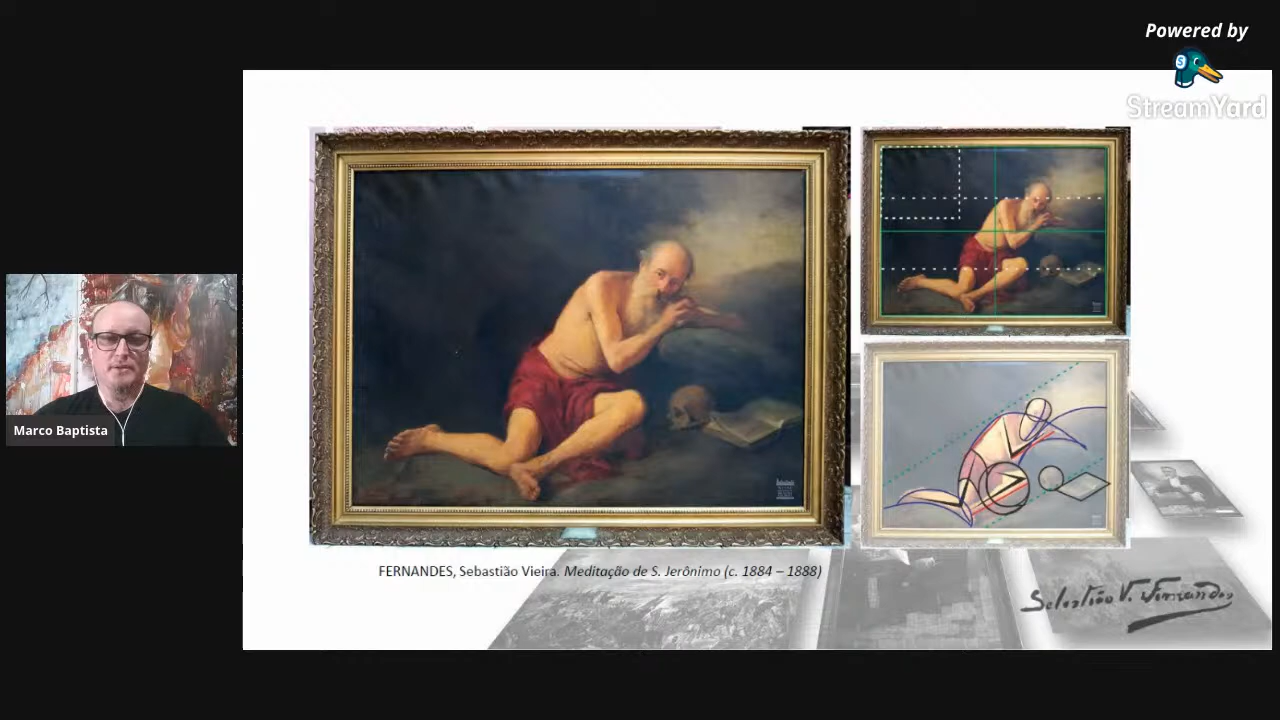 Powered by
StreamYard
Marco Baptista
FERNANDES, Sebastião Vieira. Meditação de S. Jerônimo (c. 1884 – 1888)
Sebastião V. Fernandes